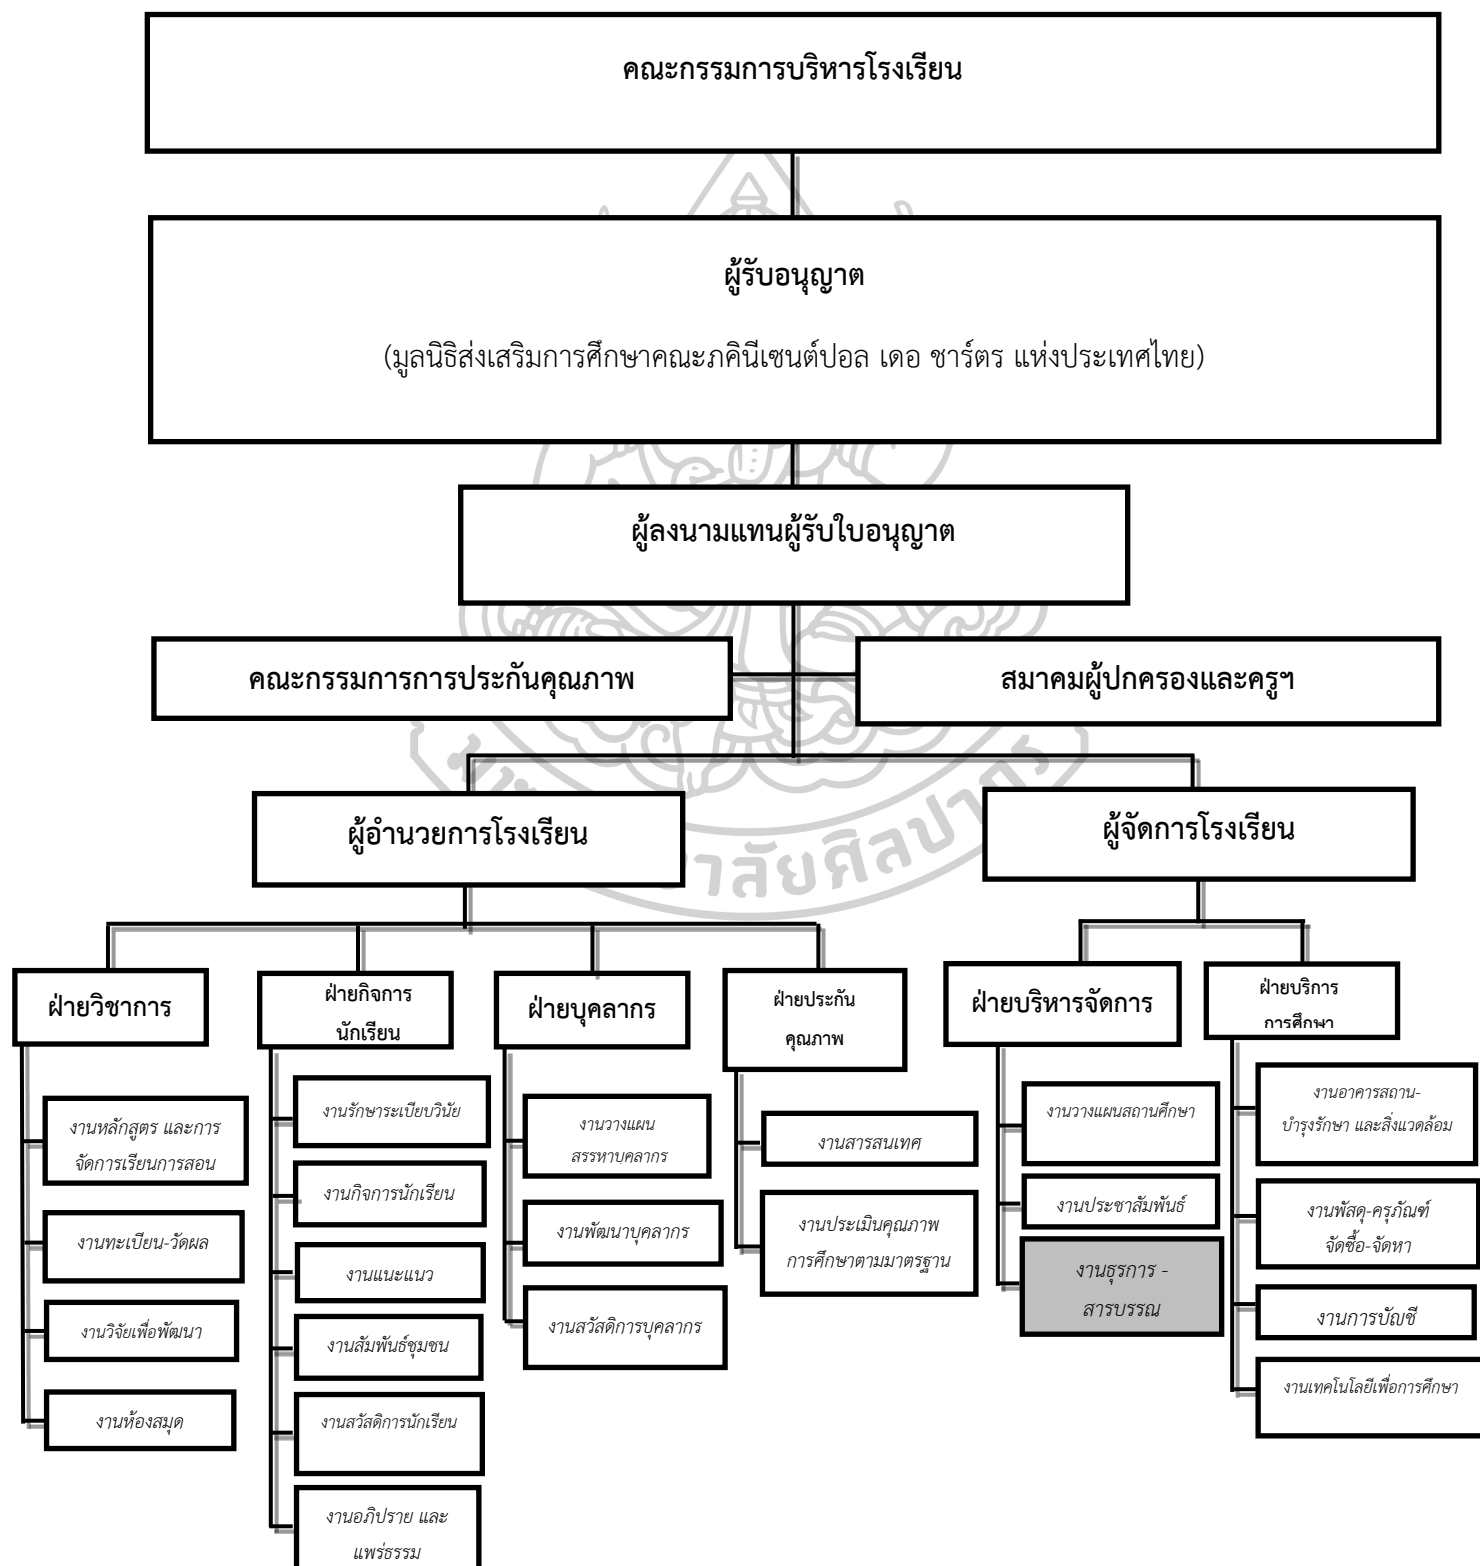 คณะกรรมการบริหารโรงเรียน
ผู้รับอนุญาต
(มูลนิธิส่งเสริมการศึกษาคณะภคินีเซนต์ปอล เดอ ชาร์ตร แห่งประเทศไทย)
ผู้ลงนามแทนผู้รับใบอนุญาต
คณะกรรมการการประกันคุณภาพ
สมาคมผู้ปกครองและครูฯ
ผู้อำนวยการโรงเรียน
ผู้จัดการโรงเรียน
าลัยศิลปากร
ฝ่ายวิชาการ
งานหลักสูตร และการ
จัดการเรียนการสอน
งานทะเบียน-วัดผล
งานวิจัยเพื่อพัฒนา
งานห้องสมุด
ฝ่ายกิจการ
นักเรียน
งานรักษาระเบียบวินัย
งานกิจการนักเรียน
งานแนะแนว
งานสัมพันธ์ชุมชน
งานสวัสดิการนักเรียน
งานอภิปราย และ
แพร่ธรรม
ฝ่ายบุคลากร
งานวางแผน
สรรหาบุคลากร
งานพัฒนาบุคลากร
งานสวัสดิการบุคลากร
ฝ่ายประกัน
คุณภาพ
งานสารสนเทศ
งานประเมินคุณภาพ
การศึกษาตามมาตรฐาน
ฝ่ายบริหารจัดการ
งานวางแผนสถานศึกษา
งานประชาสัมพันธ์
งานธุรการ -
สารบรรณ
ฝ่ายบริการ
การศึกษา
งานอาคารสถาน-
บำรุงรักษา และสิ่งแวดล้อม
งานพัสดุ-ครุภัณฑ์
จัดซื้อ-จัดหา
งานการบัญชี
งานเทคโนโลยีเพื่อการศึกษา